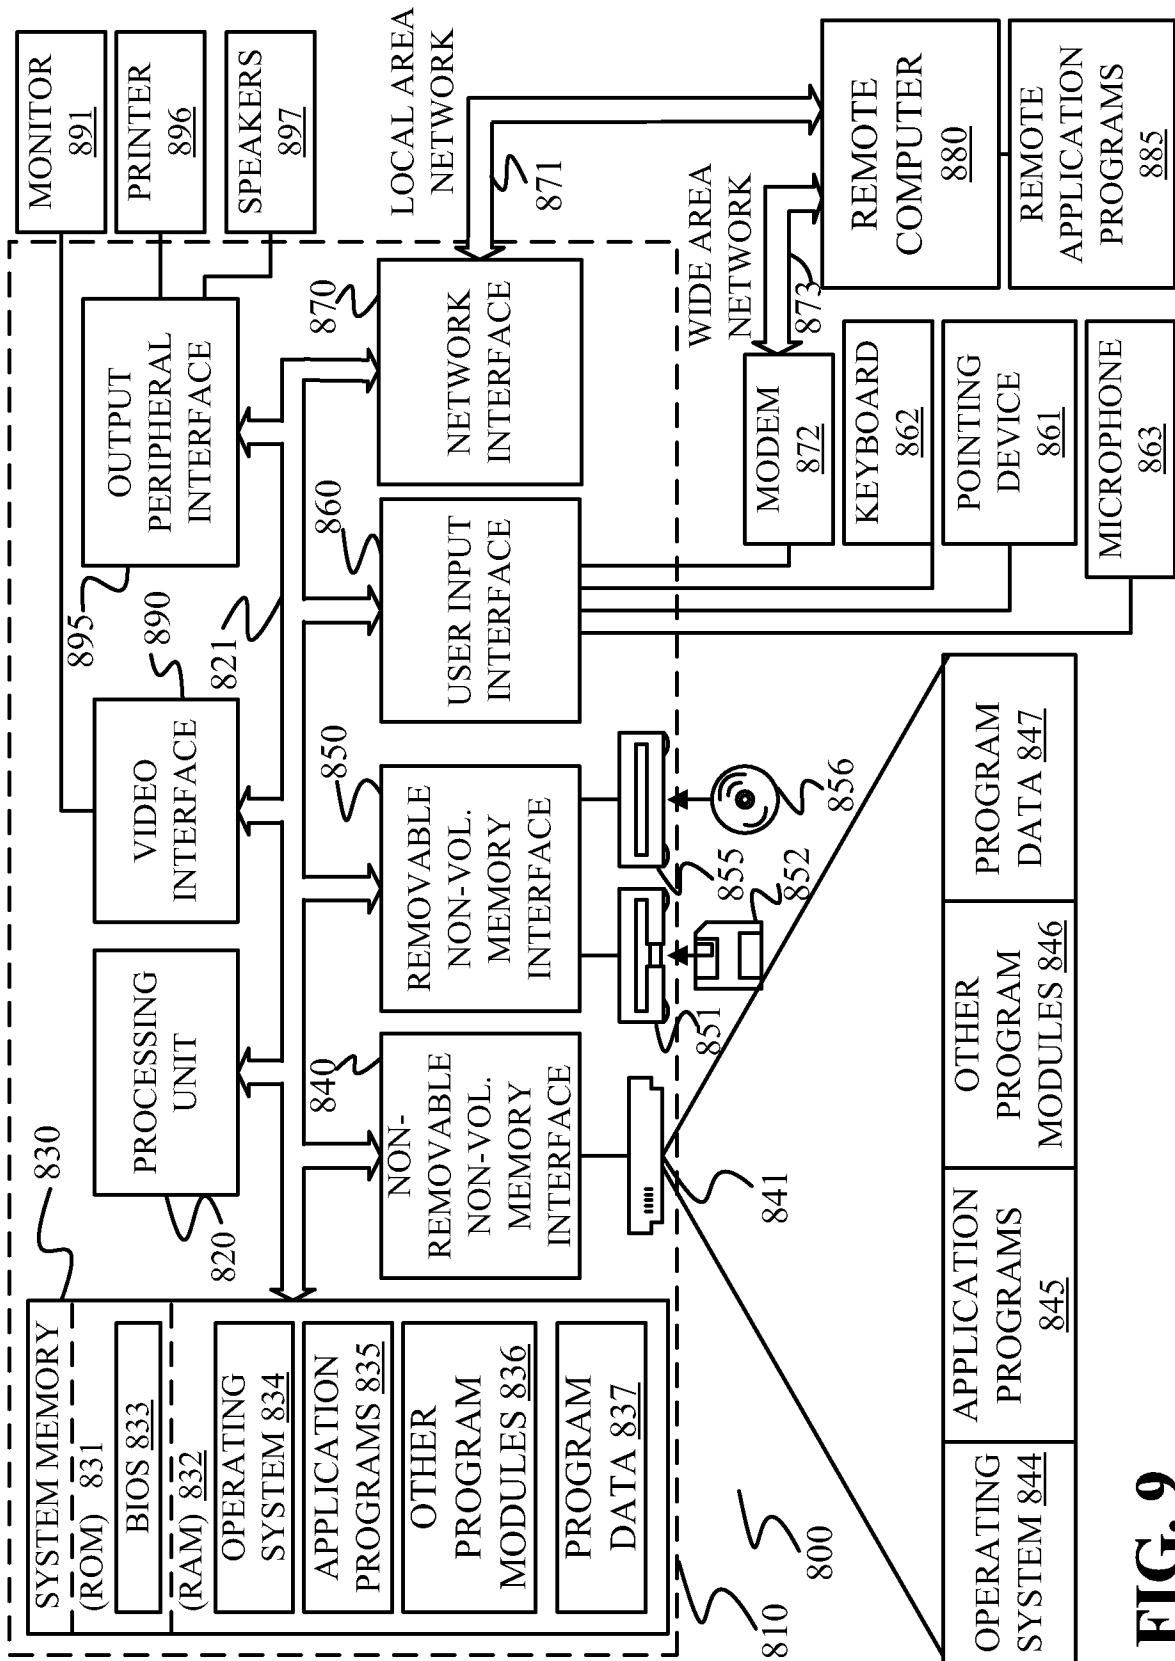 SYSTEM MEMORY
(ROM) 831
BIOS 833
(RAM) 832
OPERATING
SYSTEM 834
APPLICATION
PROGRAMS 835
OTHER
PROGRAM
MODULES 836
PROGRAM
DATA 837
830
PROCESSING
UNIT
820
VIDEO
INTERFACE
890
OUTPUT
PERIPHERAL
INTERFACE
895
821
MONITOR
891
PRINTER
896
SPEAKERS
897
NON-
REMOVABLE
NON-VOL.
MEMORY
INTERFACE
840
REMOVABLE
NON-VOL.
MEMORY
INTERFACE
850
USER INPUT
INTERFACE
860
NETWORK
INTERFACE
870
LOCAL AREA
NETWORK
871
841
851
852
855
856
WIDE AREA
NETWORK
873
MODEM
872
KEYBOARD
862
POINTING
DEVICE
861
MICROPHONE
863
REMOTE
COMPUTER
880
REMOTE
APPLICATION
PROGRAMS
885
810
800
OPERATING
SYSTEM 844
APPLICATION
PROGRAMS
845
OTHER
PROGRAM
MODULES 846
PROGRAM
DATA 847
FIG. 9